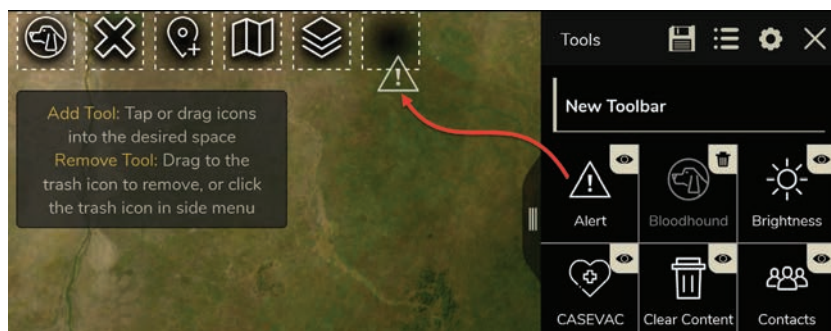 Tools
New Toolbar
Add Tool: Tap or drag icons
into the desired space
Remove Tool: Drag to the
trash icon to remove, or click
the trash icon in side menu
Alert
Bloodhound
Brightness
CASEVAC
Clear Content
Contacts